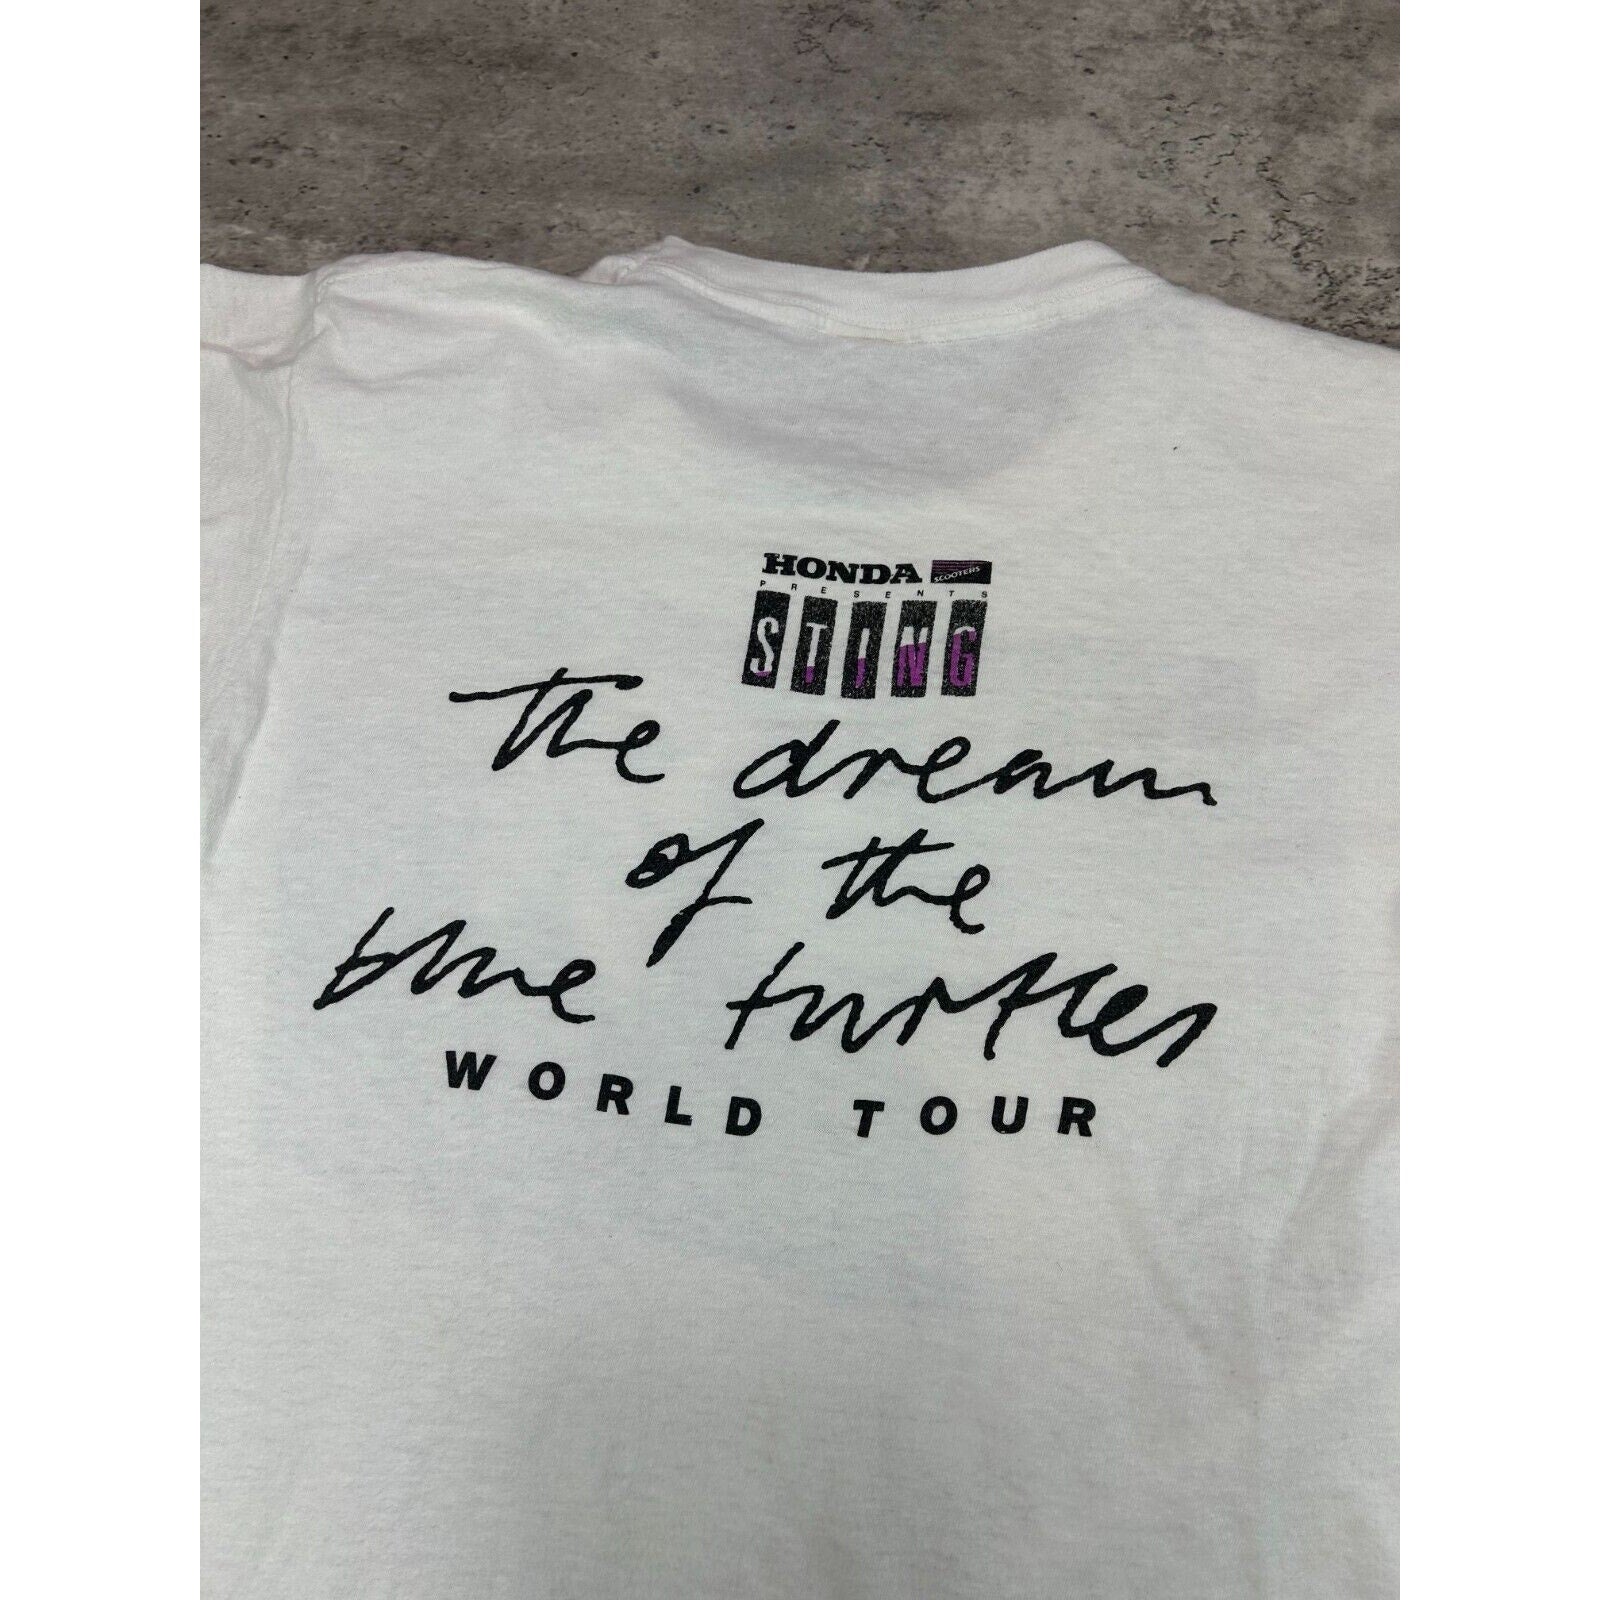 HONDA SCOOTERS
PRESENTS
STING
the dream
of the
blue turtles
WORLD TOUR